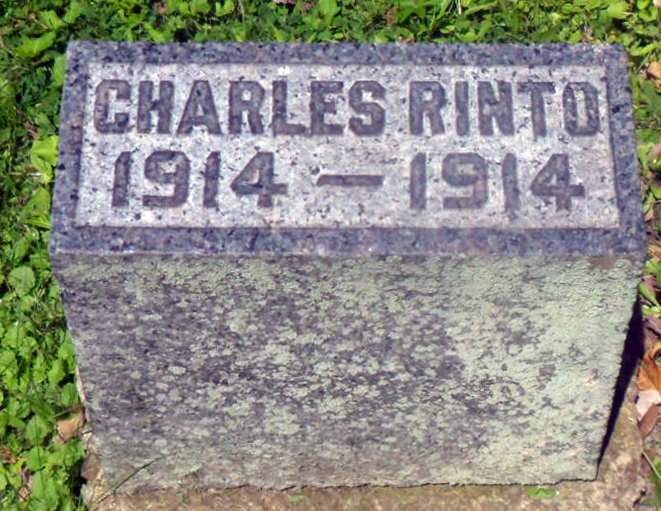 CHARLES RINTO
1914 — 1914